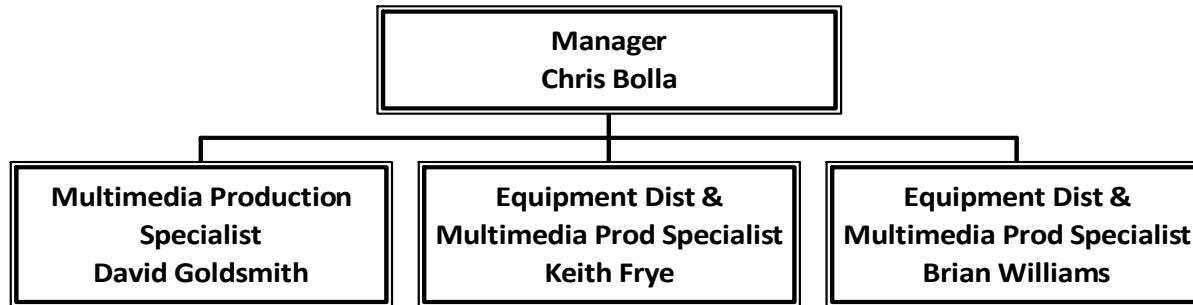 Manager
Chris Bolla
Multimedia Production
Specialist
David Goldsmith
Equipment Dist &
Multimedia Prod Specialist
Keith Frye
Equipment Dist &
Multimedia Prod Specialist
Brian Williams